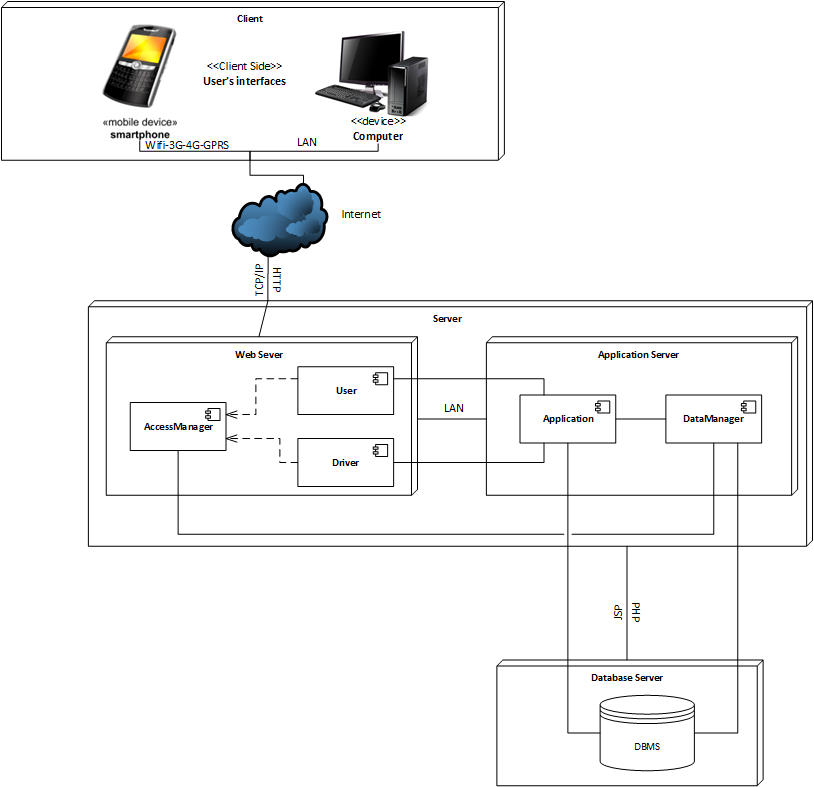 Client
<<Client Side>>
User's interfaces
«mobile device»
smartphone
<<device>>
Computer
Wifi-3G-4G-GPRS
LAN
Internet
TCP/IP
HTTP
Server
Web Sever
Application Server
User
AccessManager
Driver
LAN
Application
DataManager
JSP
PHP
Database Server
DBMS